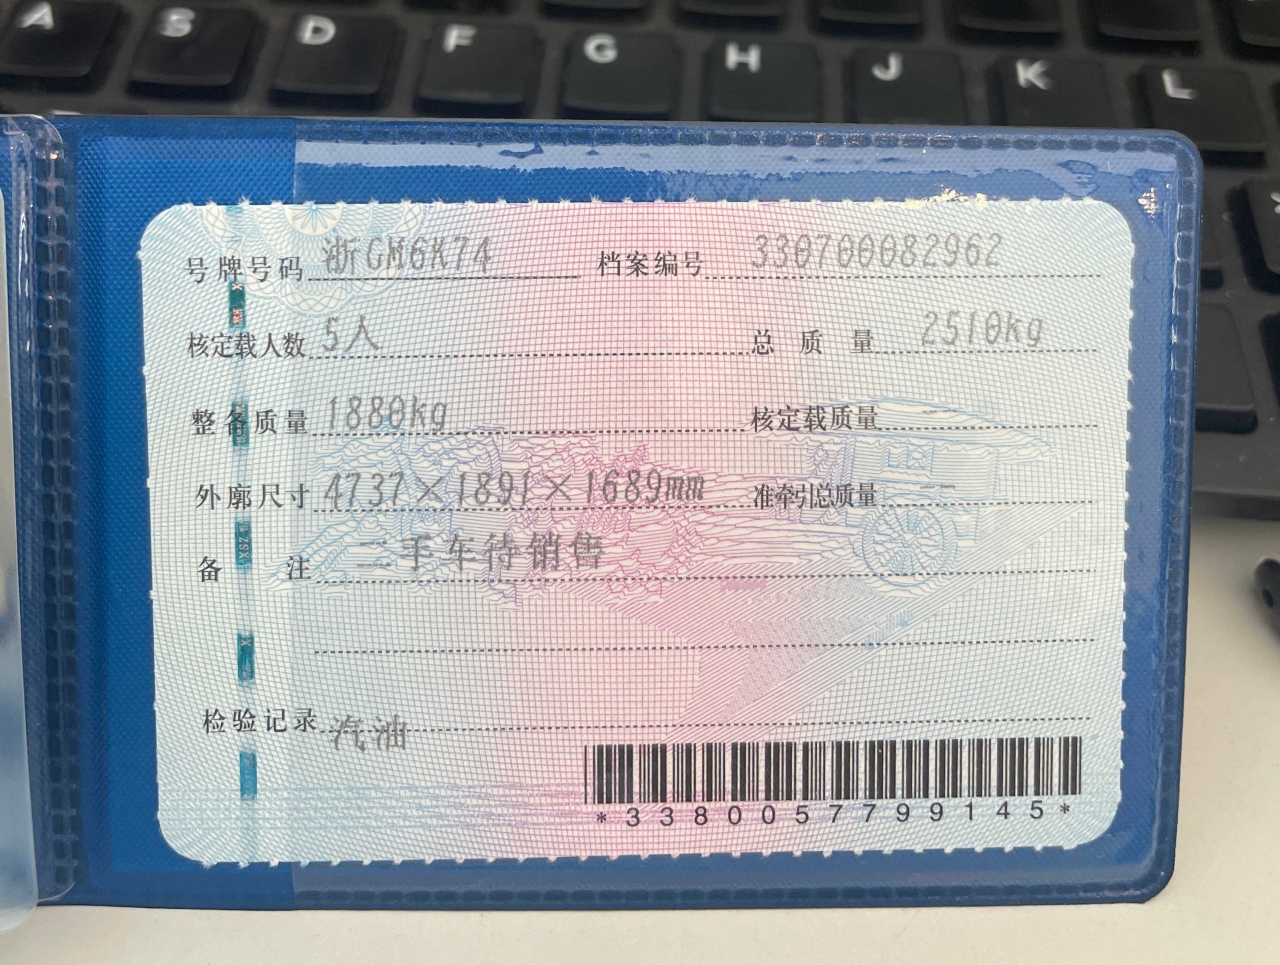 A S D F G H J K L
号牌号码 浙GM6K74 档案编号 330700082962
核定载人数 5人 总质量 2510kg
整备质量 1880kg 核定载质量 --
外廓尺寸 4737×1891×1689mm 准牵引总质量 --
备注 二手车待销售
检验记录 汽油
*3380057799145*